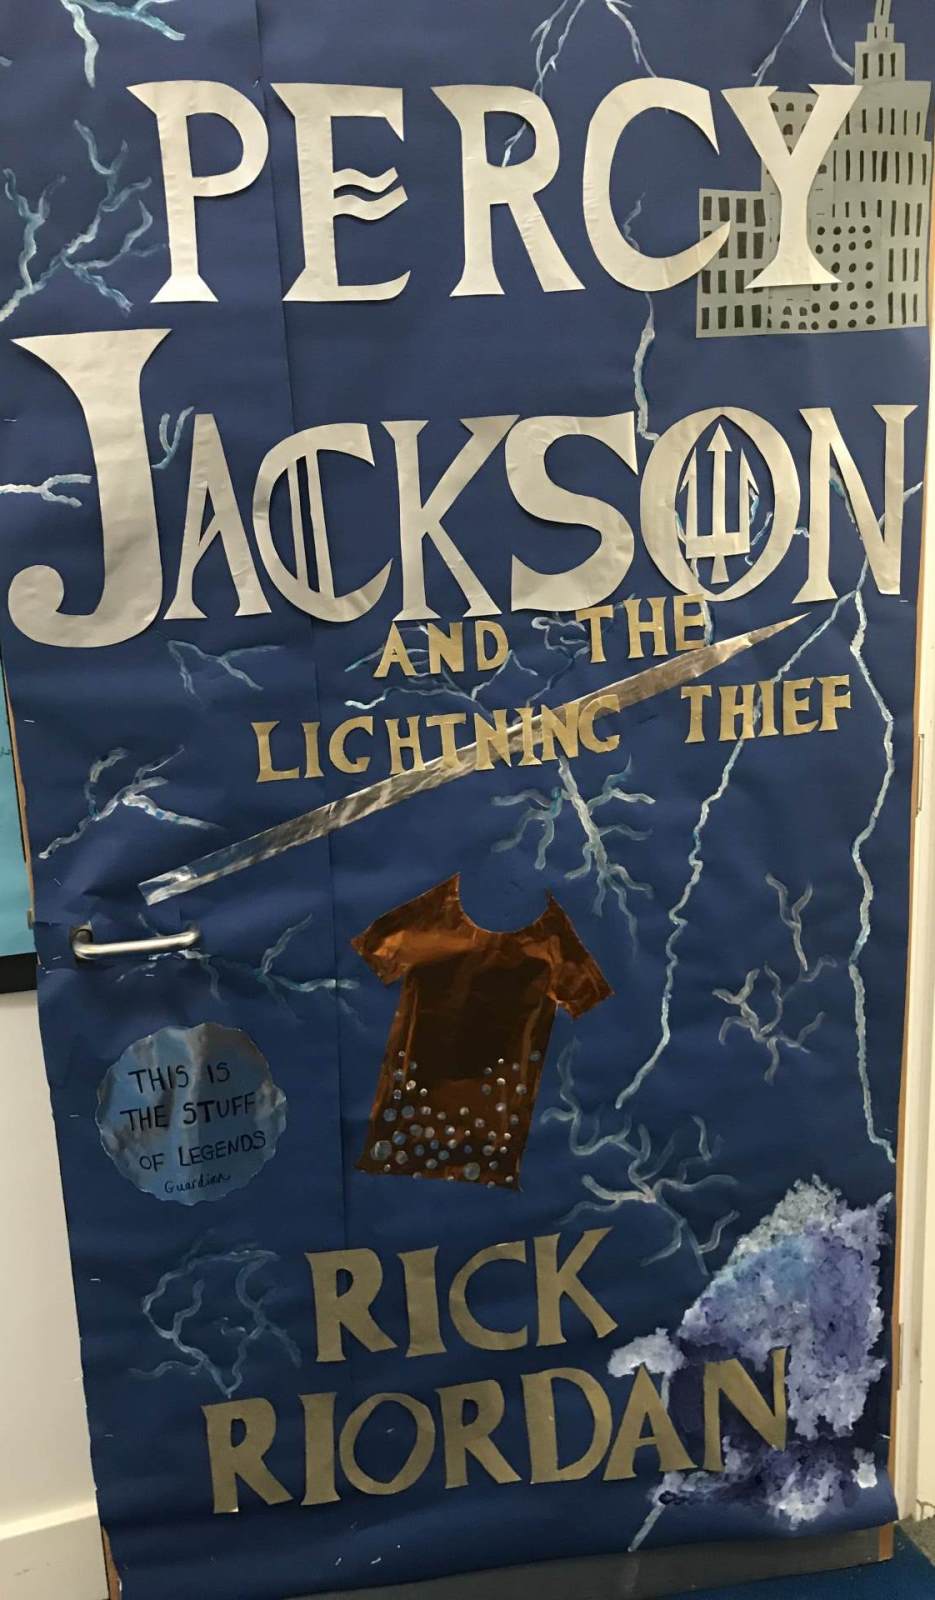 PERCY
JACKSON
AND THE
LIGHTNING THIEF
THIS IS
THE STUFF
OF LEGENDS
Guardian
RICK
RIORDAN